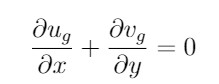 ∂u_g/∂x + ∂v_g/∂y = 0